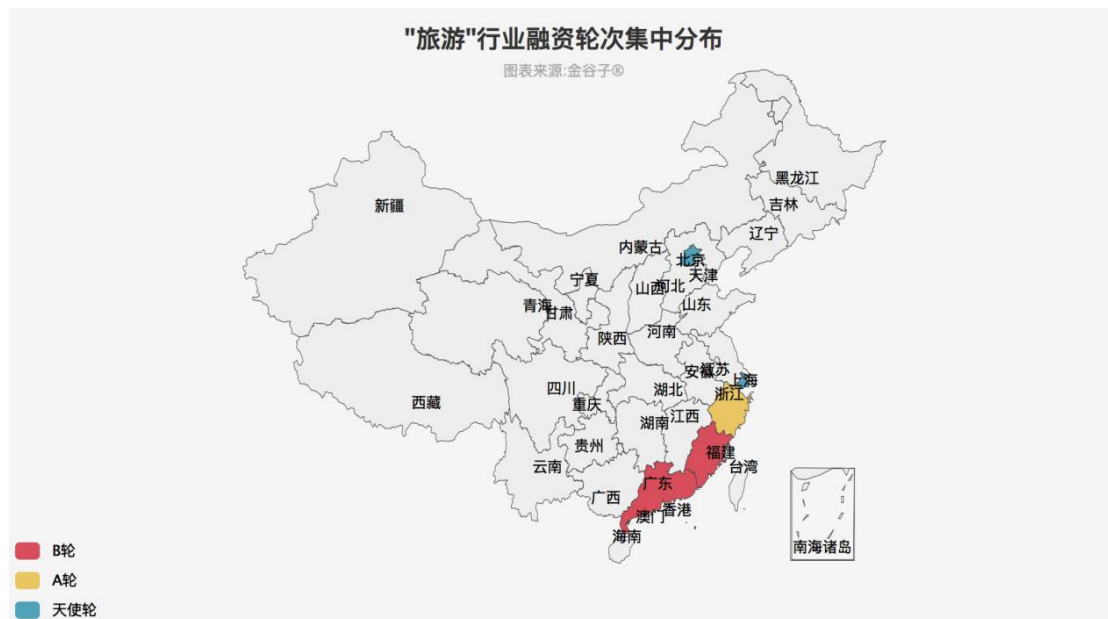 "旅游"行业融资轮次集中分布
图表来源:金谷子®
黑龙江
新疆
吉林
辽宁
内蒙古
北京
天津
宁夏
山西
河北
青海
甘肃
山东
陕西
河南
安徽
江苏
上海
四川
湖北
浙江
西藏
重庆
湖南
江西
贵州
福建
云南
台湾
广东
广西
香港
澳门
海南
南海诸岛
B轮
A轮
天使轮